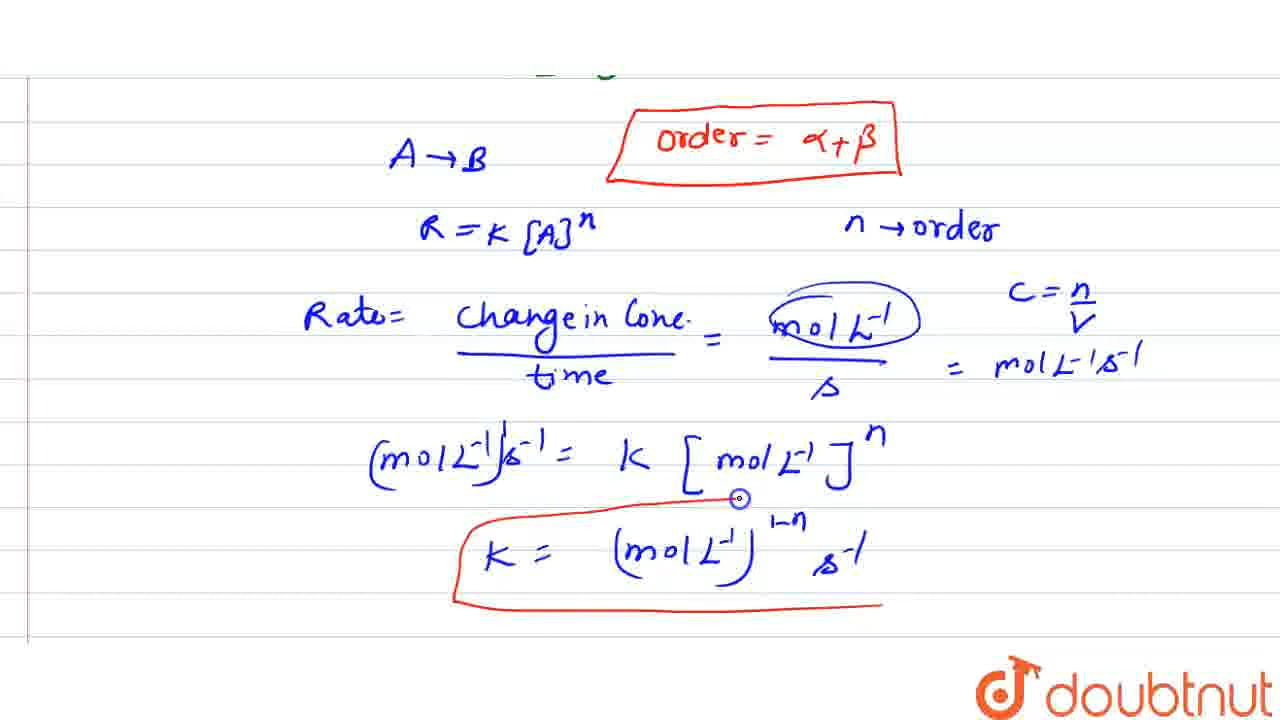 order = α+β
A → B
R = K [A]ⁿ
n → order
C = n/V
Rate = Change in Conc. / time = mol L⁻¹ / s = mol L⁻¹ s⁻¹
(mol L⁻¹)¹ s⁻¹ = K [mol L⁻¹]ⁿ
K = (mol L⁻¹)¹⁻ⁿ s⁻¹
doubtnut